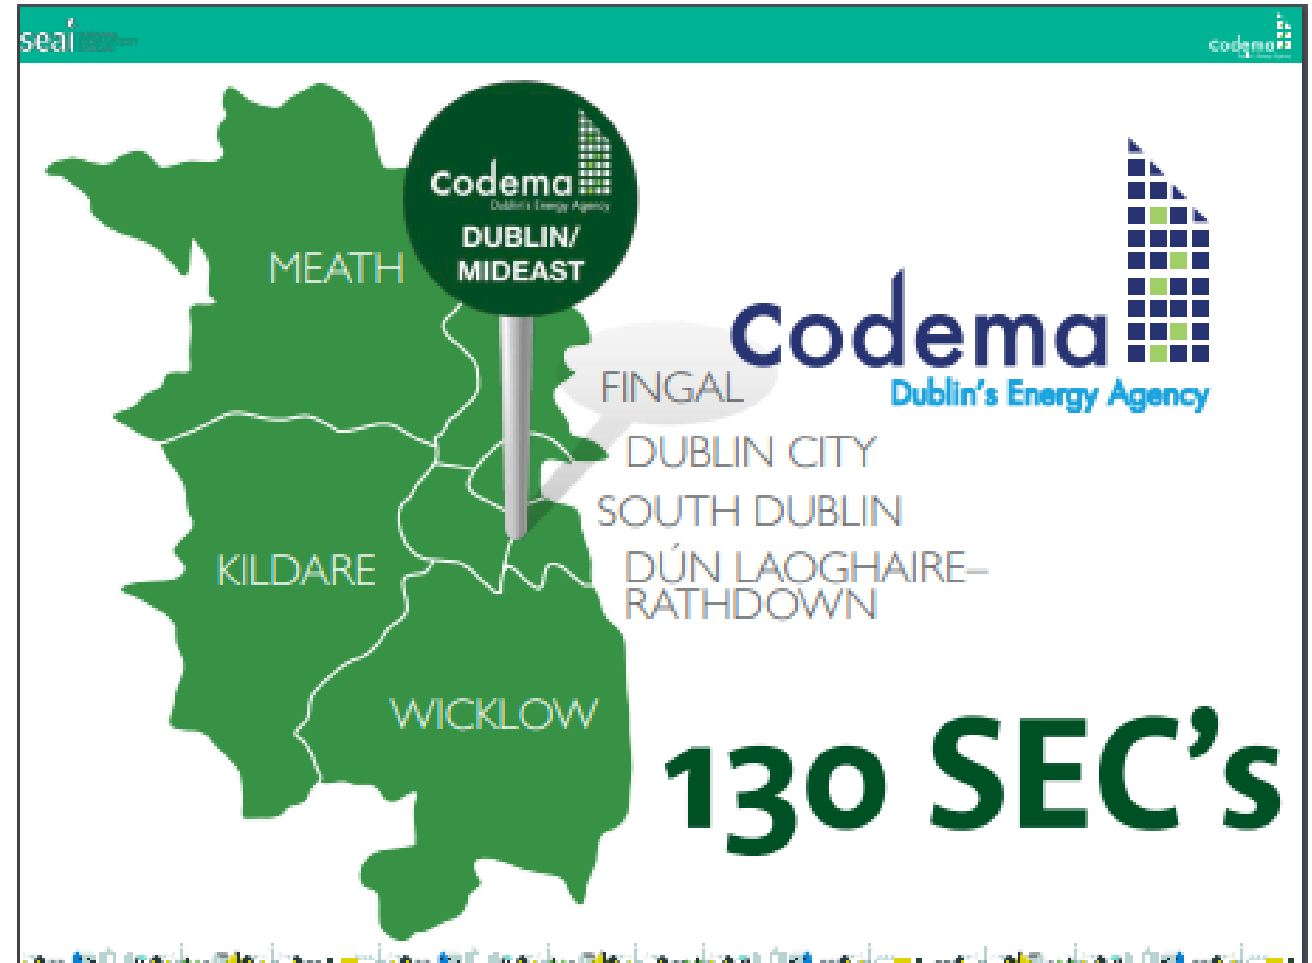 seai
codema
codema
Dublin's Energy Agency
DUBLIN/
MIDEAST
MEATH
codema
Dublin's Energy Agency
FINGAL
DUBLIN CITY
SOUTH DUBLIN
DÚN LAOGHAIRE–
RATHDOWN
KILDARE
WICKLOW
130 SEC's